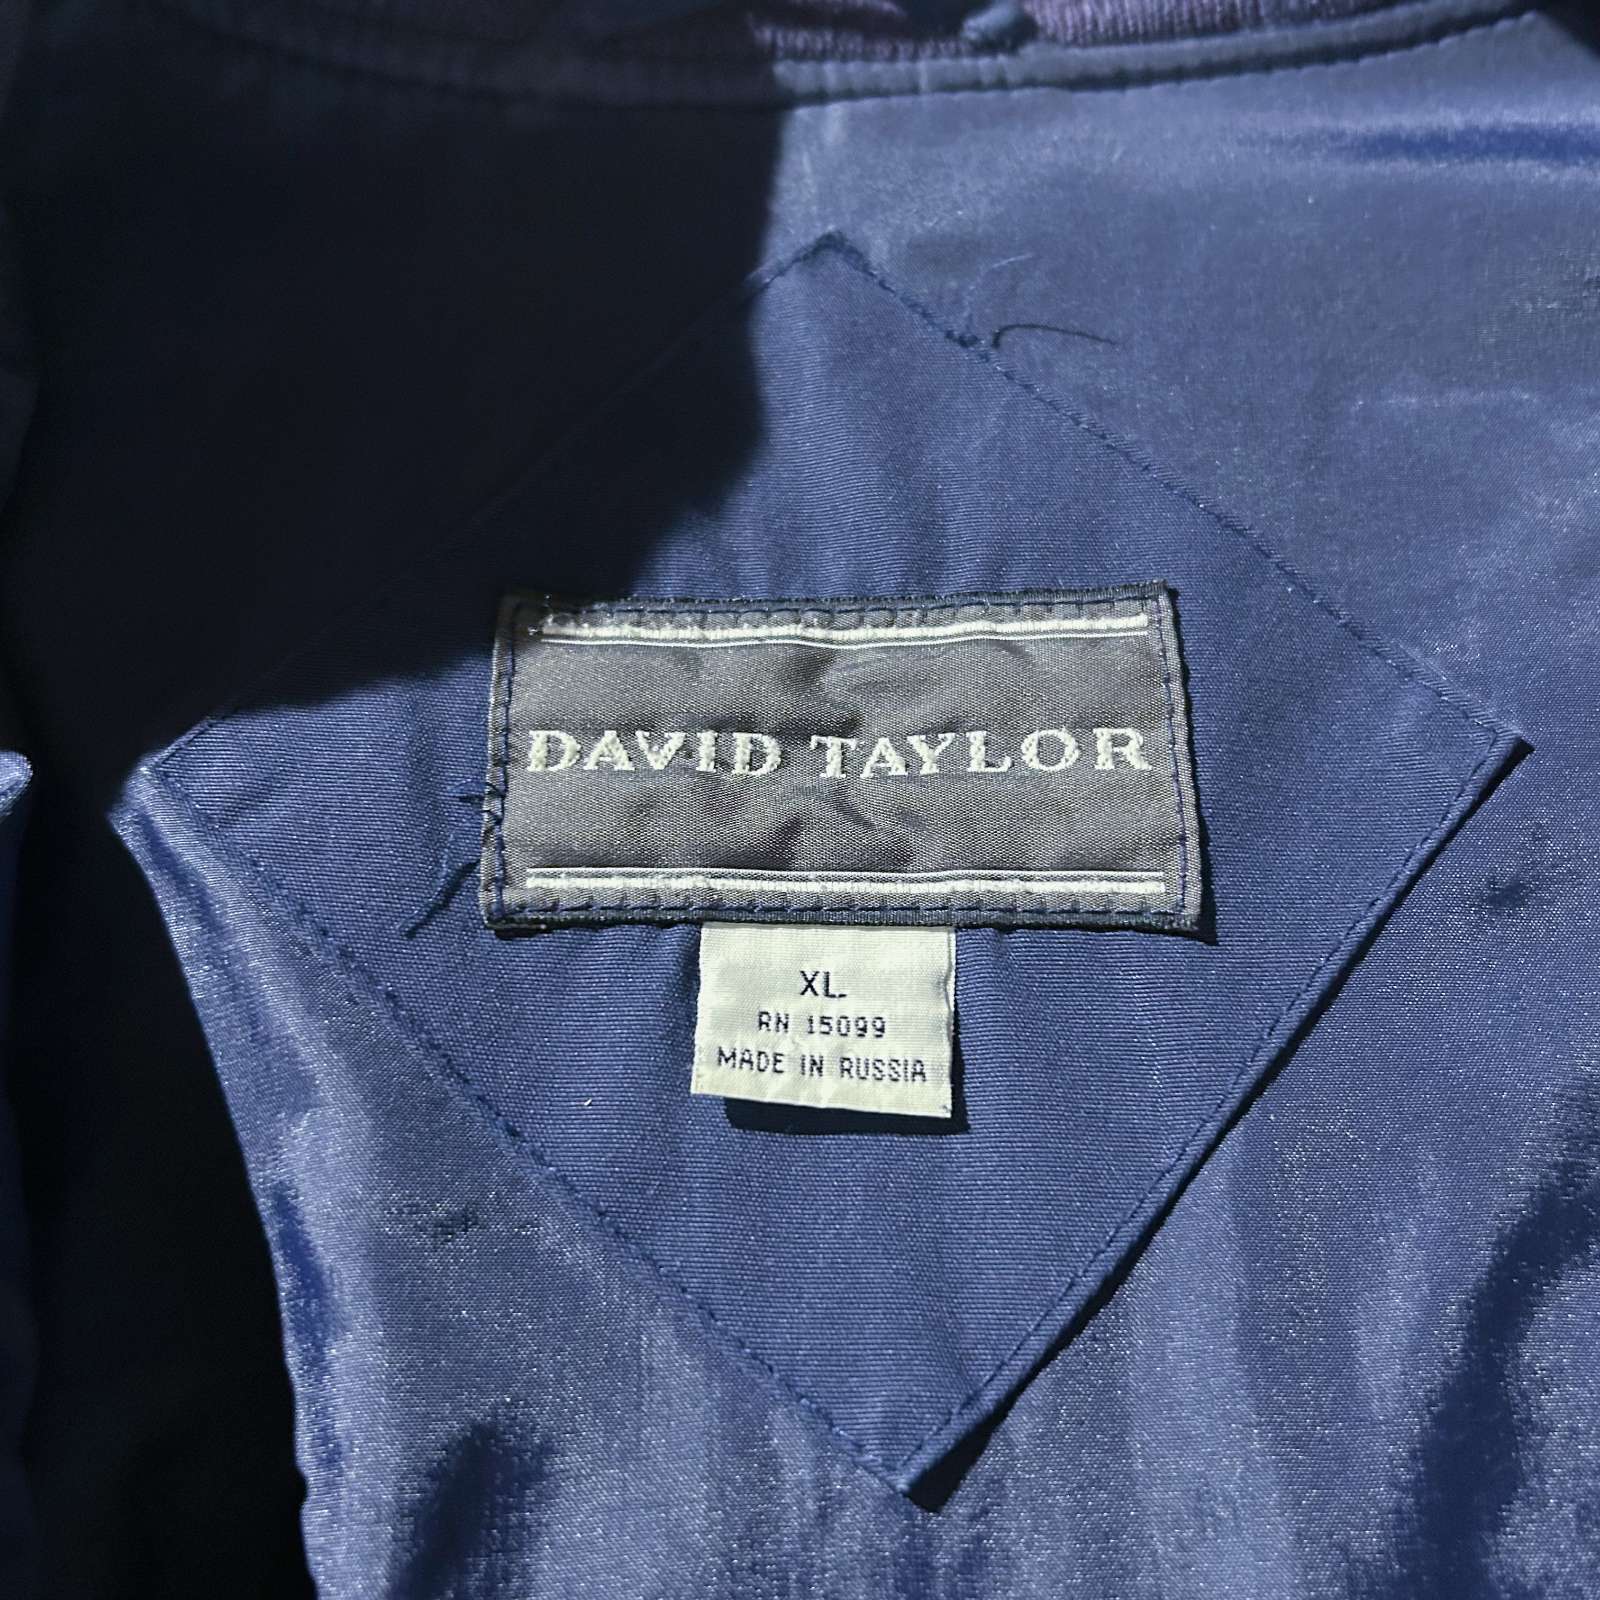 DAVID TAYLOR
XL
RN 15099
MADE IN RUSSIA